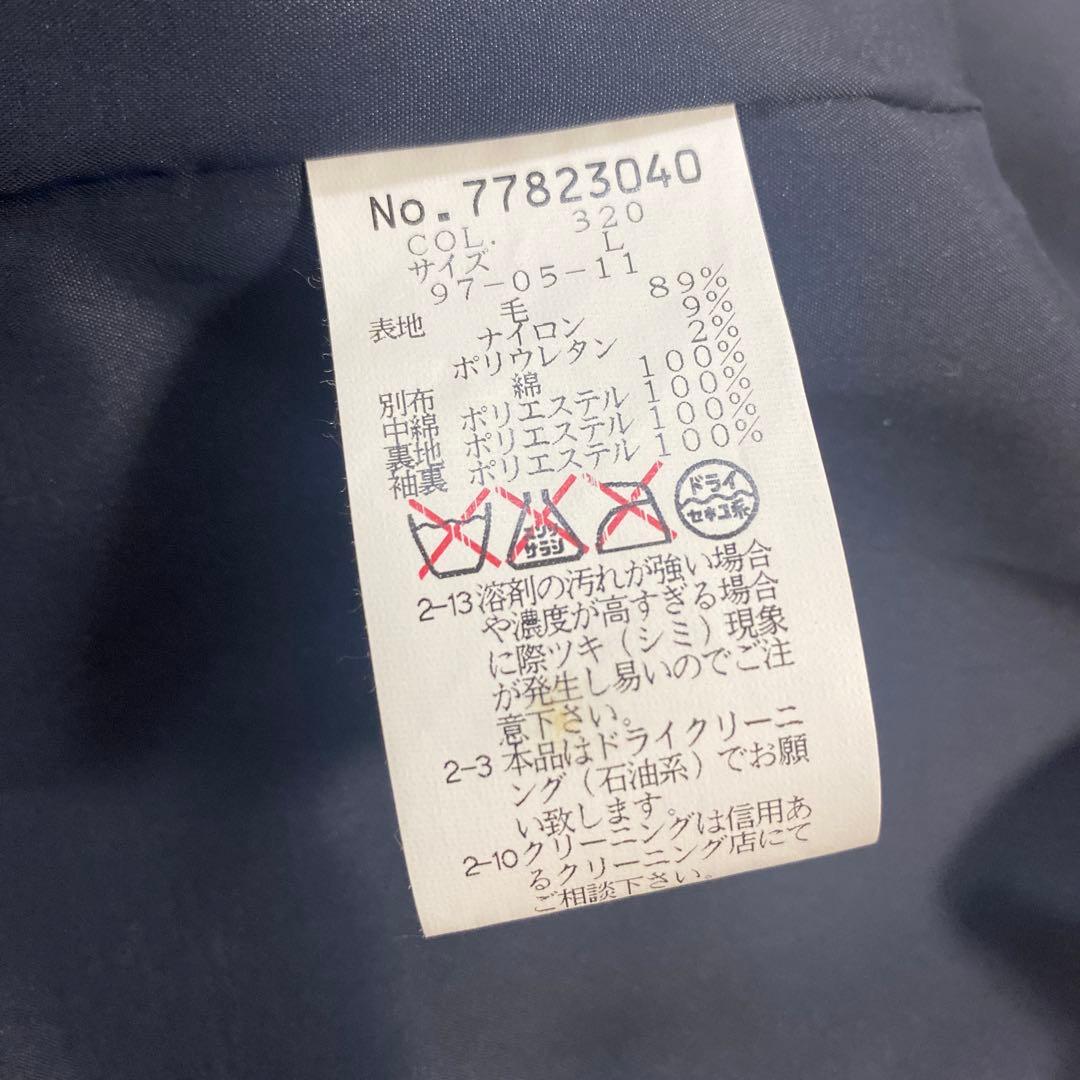 No.77823040
COL. 320
サイズ L
97-05-11
表地 毛 89%
ナイロン 9%
ポリウレタン 2%
別布 綿 100%
中綿 ポリエステル 100%
裏地 ポリエステル 100%
袖裏 ポリエステル 100%
エンソ サラシ
ドライ
セキユ系
2-13 溶剤の汚れが強い場合
や濃度が高すぎる場合
に際ツキ(シミ)現象
が発生し易いのでご注
意下さい。
2-3 本品はドライクリーニ
ング(石油系)でお願
い致します。
2-10 クリーニングは信用あ
るクリーニング店にて
ご相談下さい。